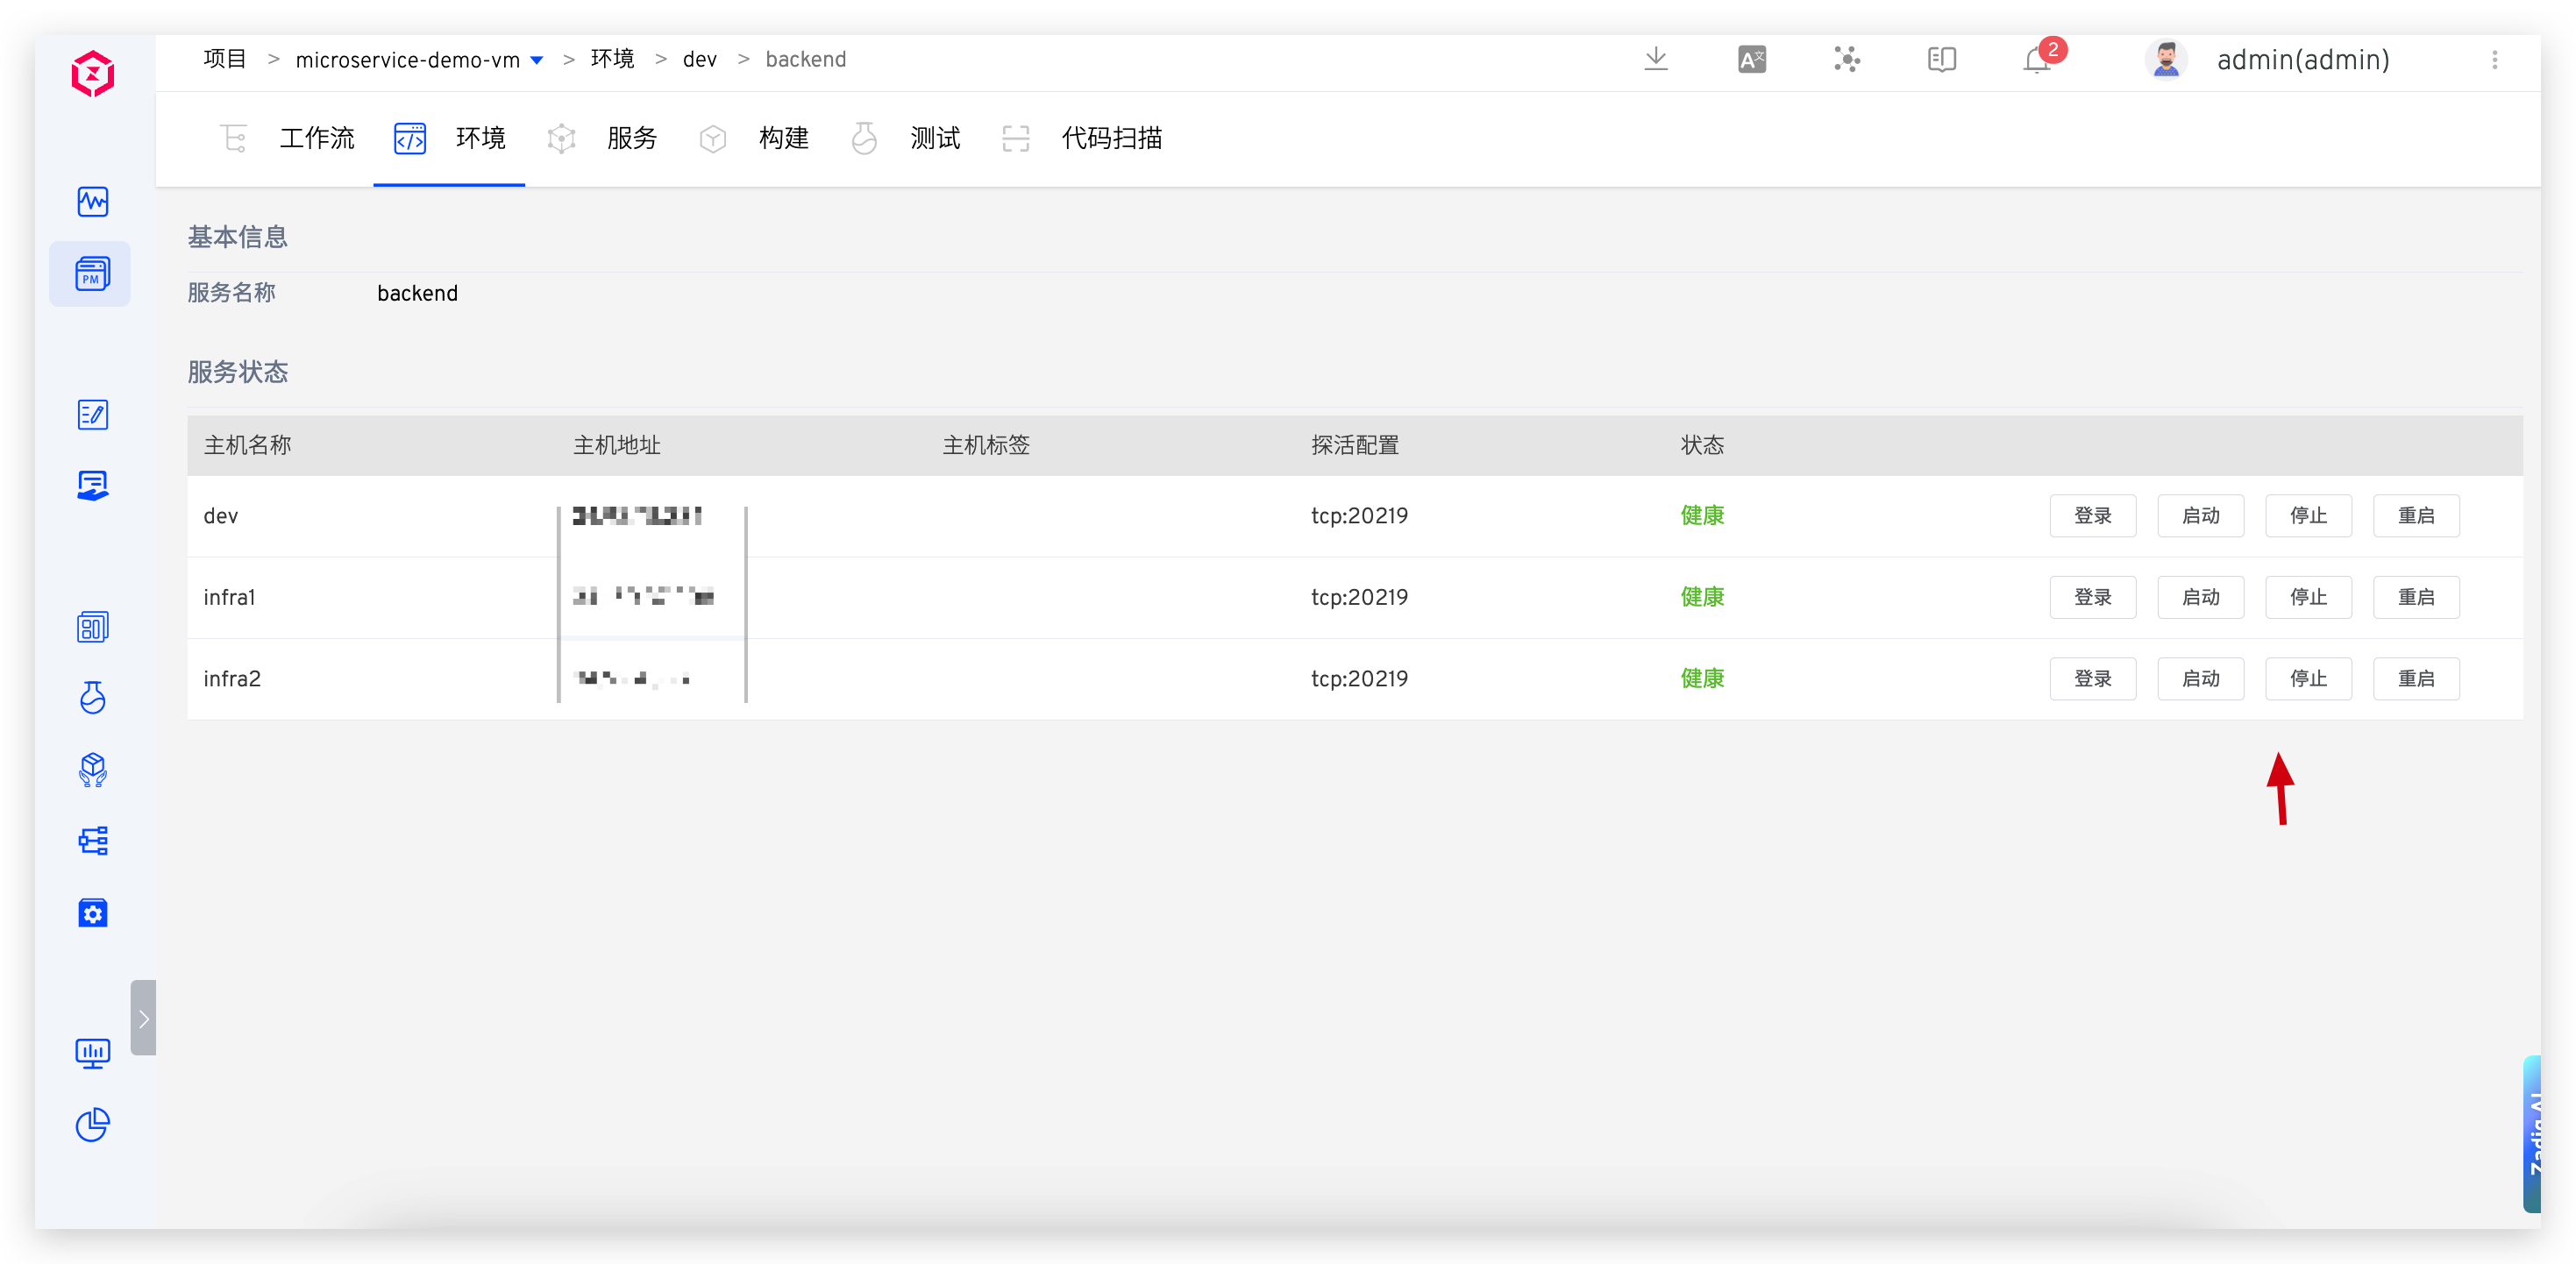 项目 > microservice-demo-vm > 环境 > dev > backend
2
admin(admin)
工作流 环境 服务 构建 测试 代码扫描
PM
基本信息
服务名称 backend
服务状态
主机名称 主机地址 主机标签 探活配置 状态
dev tcp:20219 健康 登录 启动 停止 重启
infra1 tcp:20219 健康 登录 启动 停止 重启
infra2 tcp:20219 健康 登录 启动 停止 重启
Zadig AI